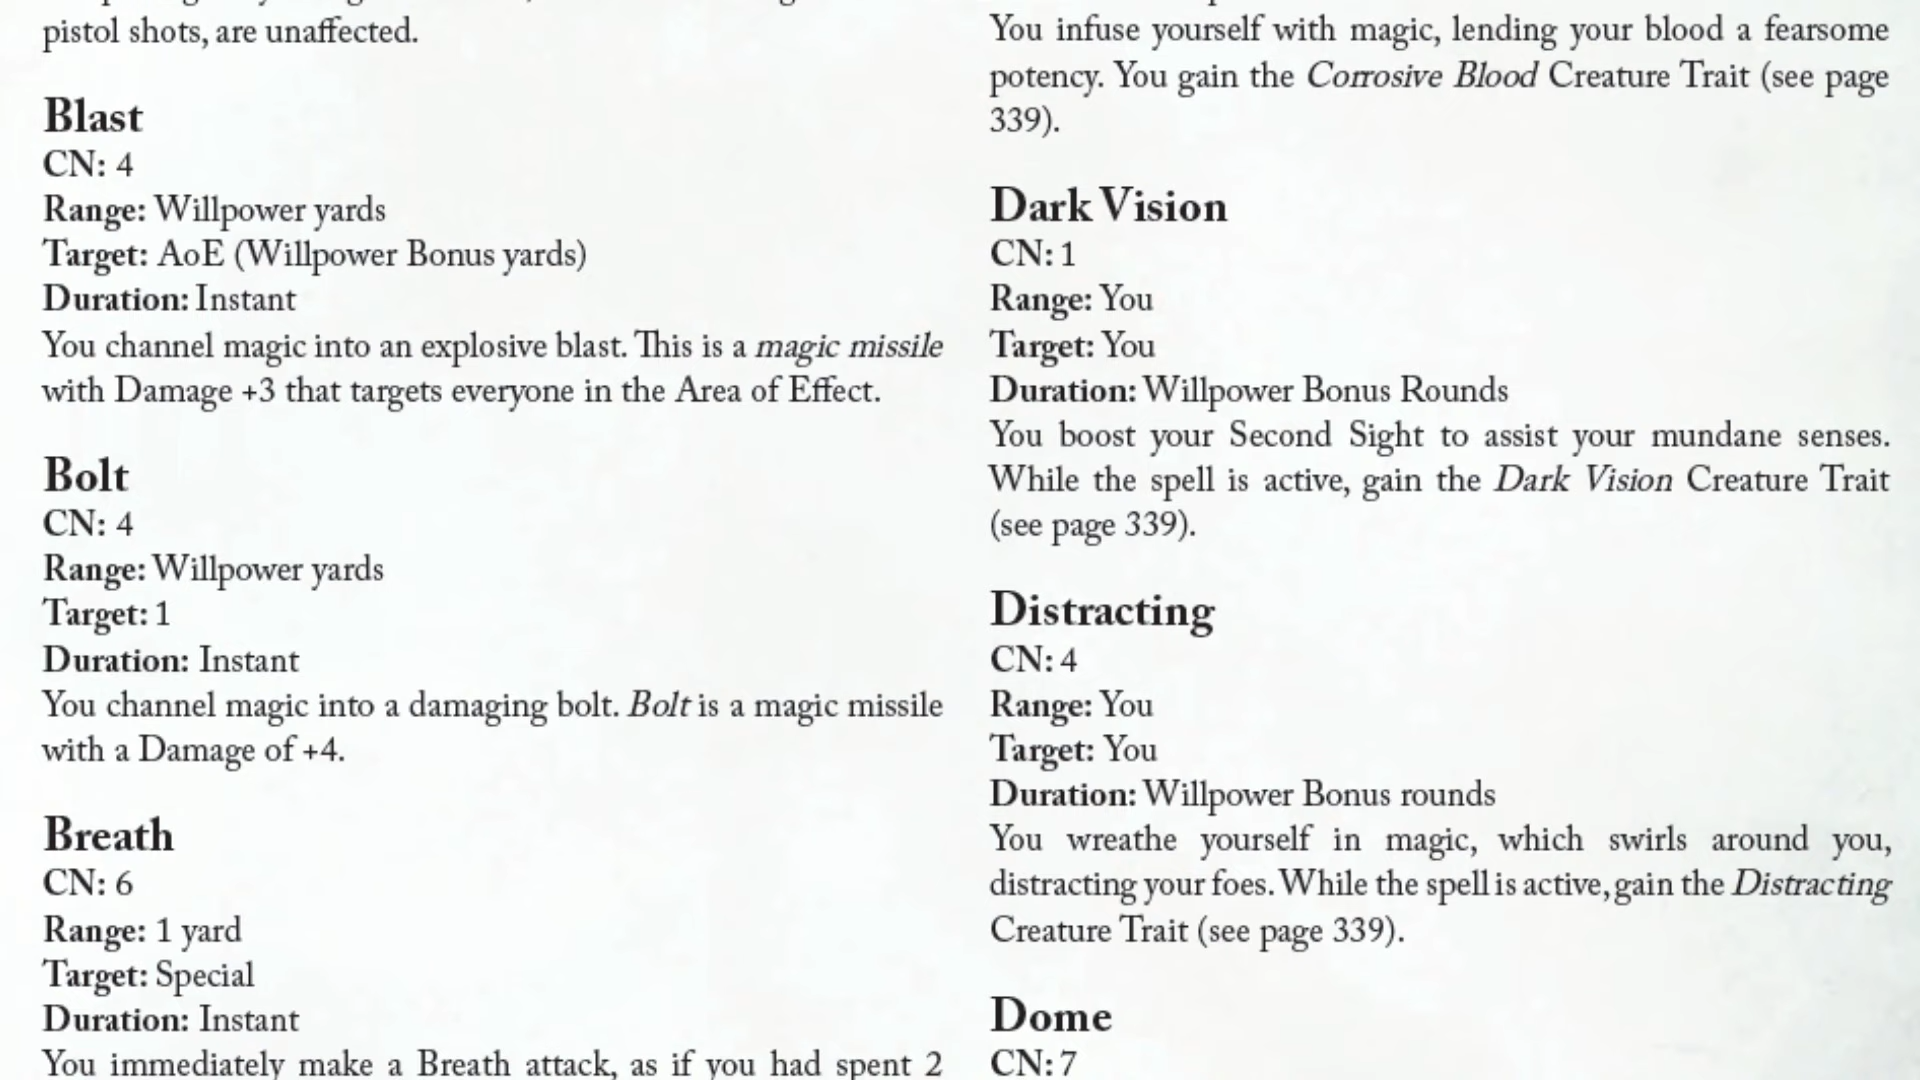 pistol shots, are unaffected.
Blast
CN: 4
Range: Willpower yards
Target: AoE (Willpower Bonus yards)
Duration: Instant
You channel magic into an explosive blast. This is a magic missile
with Damage +3 that targets everyone in the Area of Effect.
Bolt
CN: 4
Range: Willpower yards
Target: 1
Duration: Instant
You channel magic into a damaging bolt. Bolt is a magic missile
with a Damage of +4.
Breath
CN: 6
Range: 1 yard
Target: Special
Duration: Instant
You immediately make a Breath attack, as if you had spent 2
You infuse yourself with magic, lending your blood a fearsome
potency. You gain the Corrosive Blood Creature Trait (see page
339).
Dark Vision
CN: 1
Range: You
Target: You
Duration: Willpower Bonus Rounds
You boost your Second Sight to assist your mundane senses.
While the spell is active, gain the Dark Vision Creature Trait
(see page 339).
Distracting
CN: 4
Range: You
Target: You
Duration: Willpower Bonus rounds
You wreathe yourself in magic, which swirls around you,
distracting your foes. While the spell is active, gain the Distracting
Creature Trait (see page 339).
Dome
CN: 7